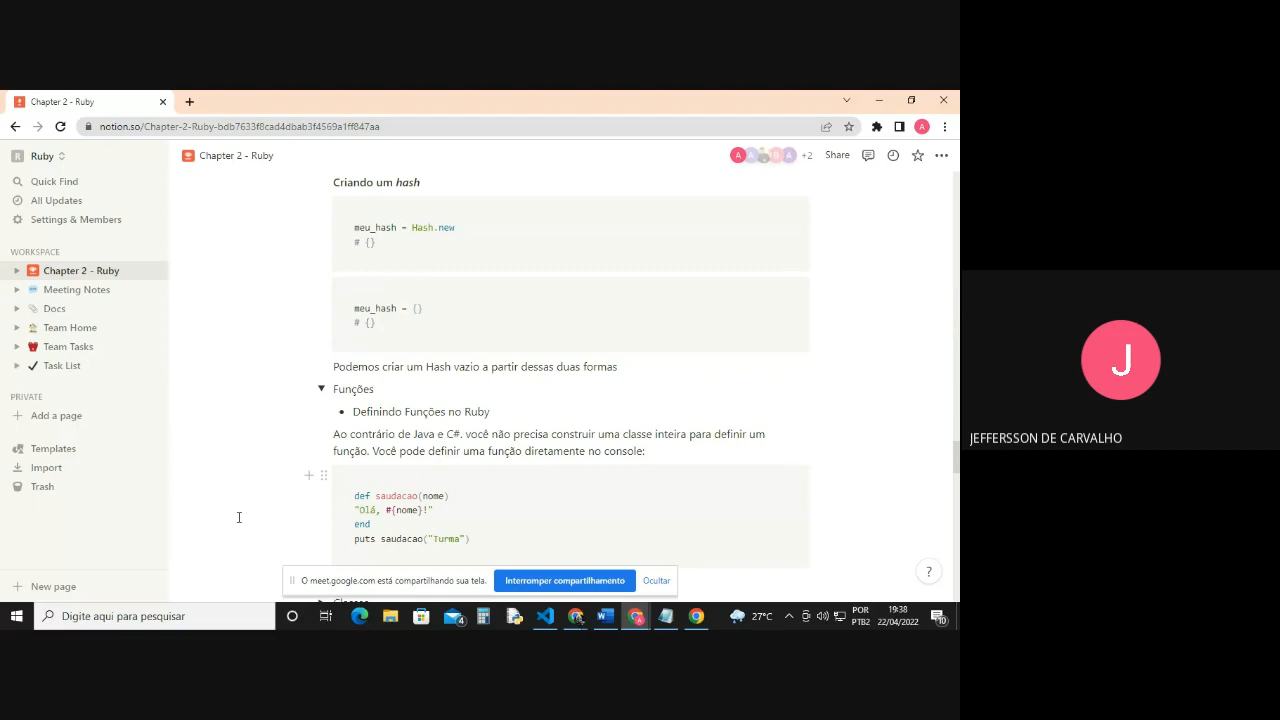 Chapter 2 - Ruby
notion.so/Chapter-2-Ruby-bdb7633f8cad4dbab3f4569a1ff847aa
A
R Ruby
Chapter 2 - Ruby
A A B A +2
Share
Quick Find
All Updates
Settings & Members
WORKSPACE
Chapter 2 - Ruby
Meeting Notes
Docs
Team Home
Team Tasks
Task List
PRIVATE
Add a page
Templates
Import
Trash
New page
Criando um hash
meu_hash = Hash.new
# {}
meu_hash = {}
# {}
Podemos criar um Hash vazio a partir dessas duas formas
Funções
Definindo Funções no Ruby
Ao contrário de Java e C#, você não precisa construir uma classe inteira para definir um
função. Você pode definir uma função diretamente no console:
def saudacao(nome)
"Olá, #{nome}!"
end
puts saudacao("Turma")
?
O meet.google.com está compartilhando sua tela.
Interromper compartilhamento
Ocultar
Digite aqui para pesquisar
4
27°C
POR
PTB2
19:38
22/04/2022
10
J
JEFFERSSON DE CARVALHO